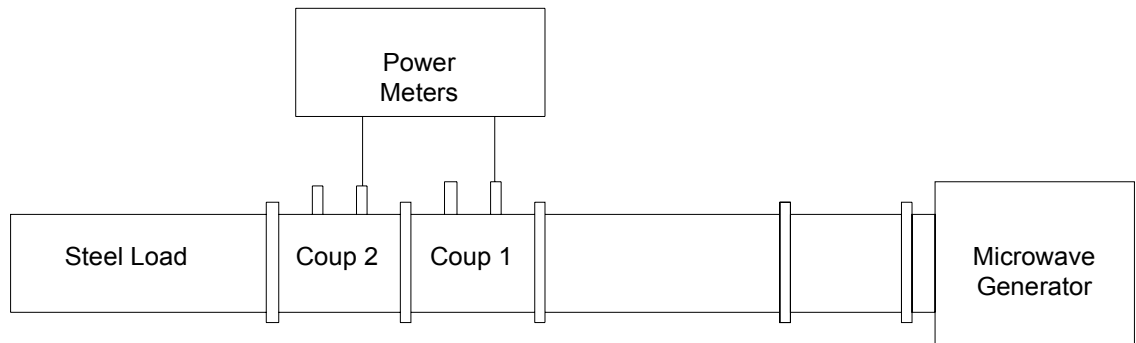 Power
Meters
Steel Load
Coup 2
Coup 1
Microwave
Generator